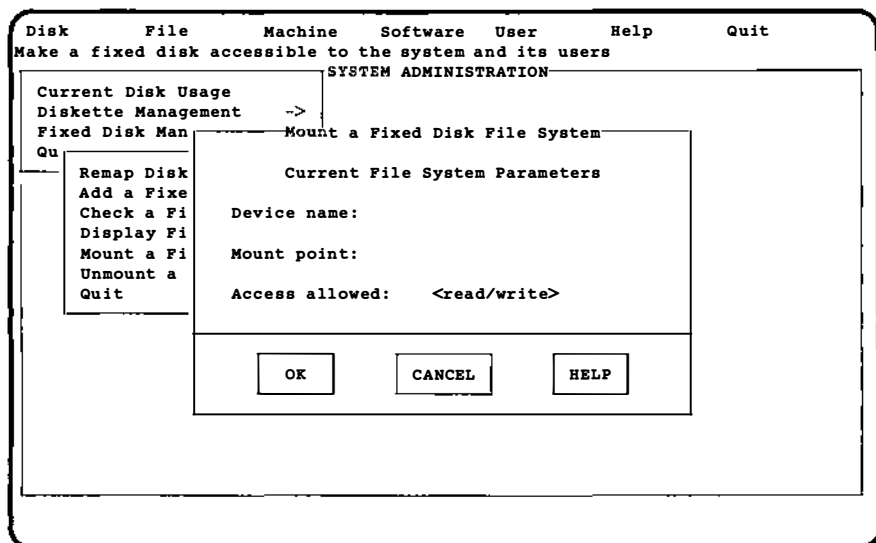 Disk File Machine Software User Help Quit
Make a fixed disk accessible to the system and its users
SYSTEM ADMINISTRATION
Current Disk Usage
Diskette Management -->
Fixed Disk Man
Qu
Remap Disk
Add a Fixe
Check a Fi
Display Fi
Mount a Fi
Unmount a
Quit
Mount a Fixed Disk File System
Current File System Parameters
Device name:
Mount point:
Access allowed: <read/write>
OK CANCEL HELP